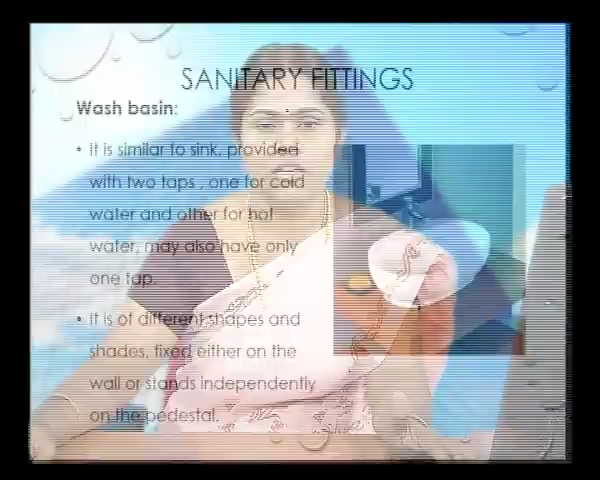 SANITARY FITTINGS
Wash basin:
• It is similar to sink, provided
with two taps , one for cold
water and other for hot
water, may also have only
one tap.
• It is of different shapes and
shades, fixed either on the
wall or stands independently
on the pedestal.